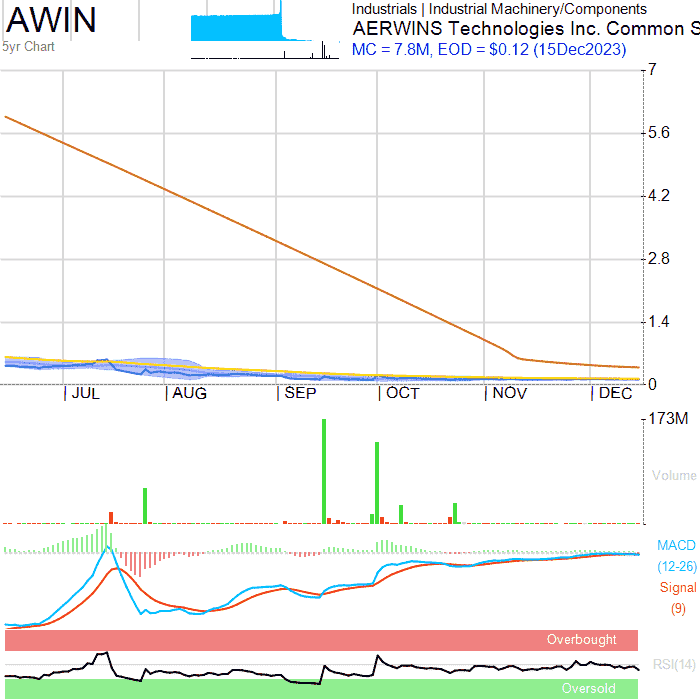 AWIN
5yr Chart
Industrials | Industrial Machinery/Components
AERWINS Technologies Inc. Common S
MC = 7.8M, EOD = $0.12 (15Dec2023)
7
5.6
4.2
2.8
1.4
0
JUL
AUG
SEP
OCT
NOV
DEC
173M
Volume
MACD
(12-26)
Signal
(9)
Overbought
RSI(14)
Oversold